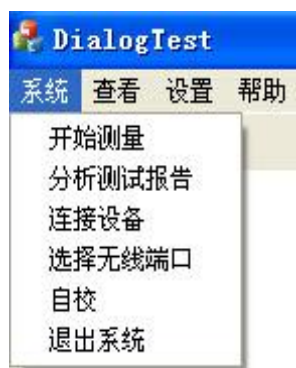 DialogTest
系统 查看 设置 帮助
开始测量
分析测试报告
连接设备
选择无线端口
自校
退出系统